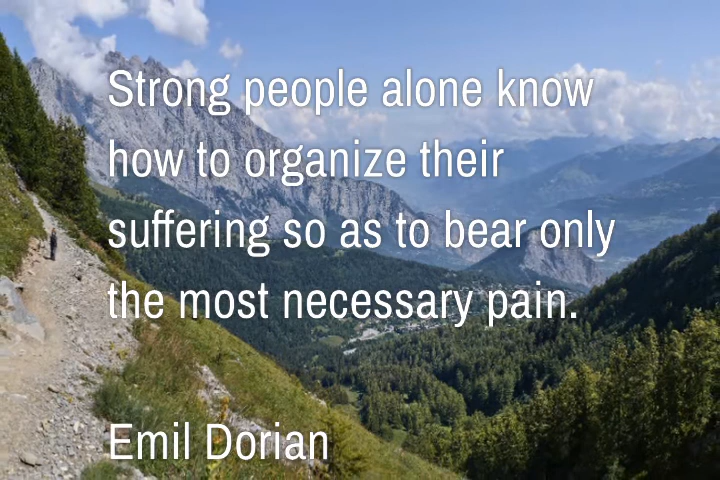 Strong people alone know
how to organize their
suffering so as to bear only
the most necessary pain.
Emil Dorian